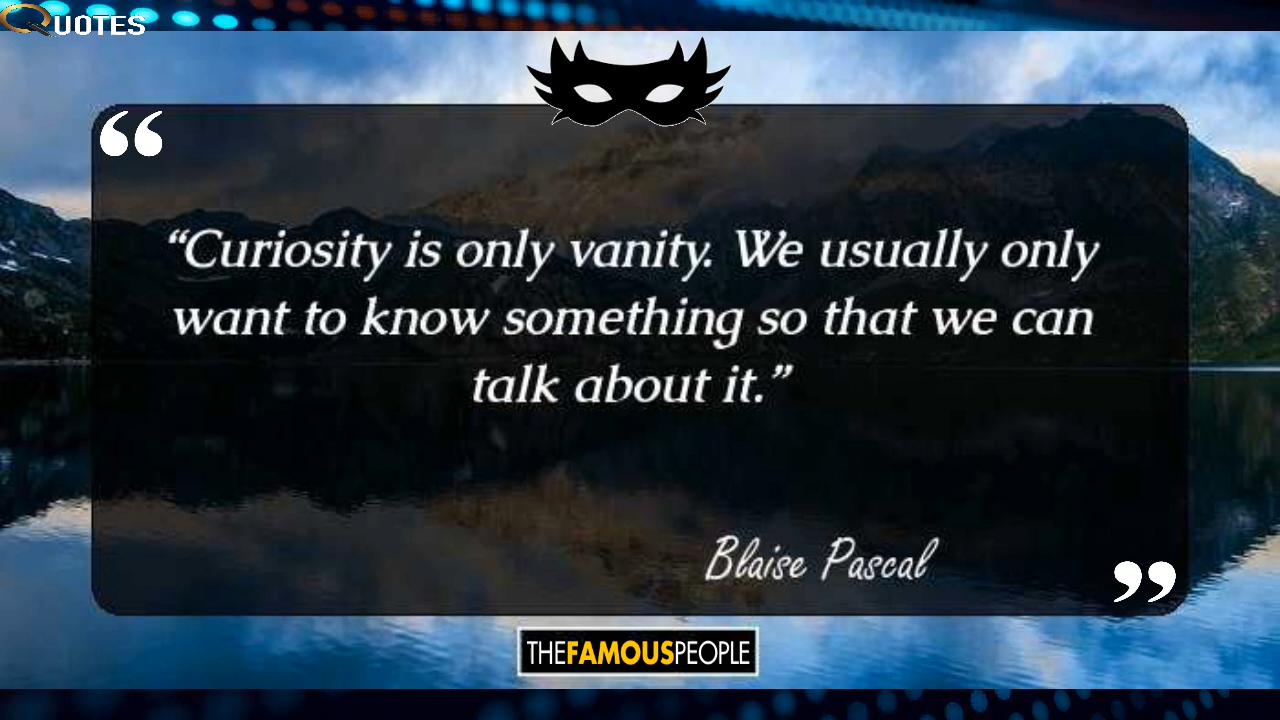 QUOTES
“Curiosity is only vanity. We usually only
want to know something so that we can
talk about it.”
Blaise Pascal
THEFAMOUSPEOPLE